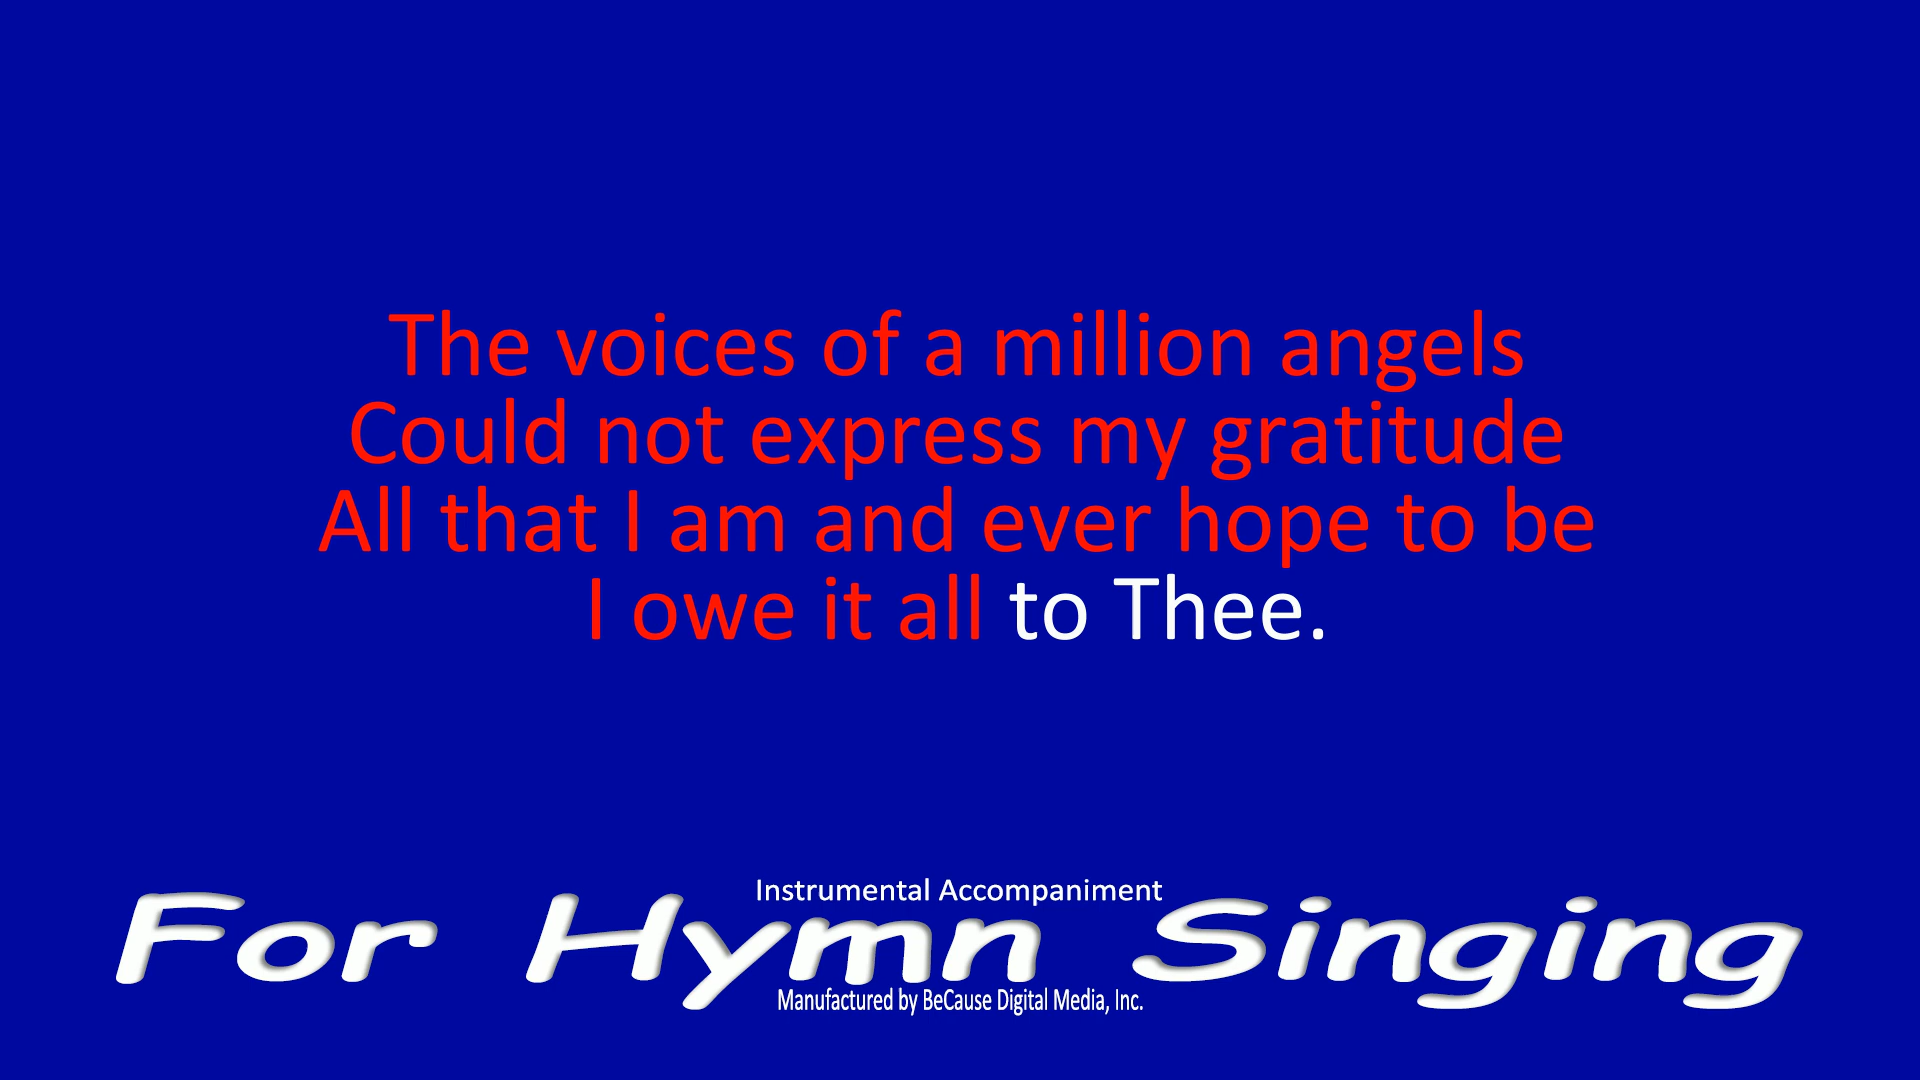 The voices of a million angels
Could not express my gratitude
All that I am and ever hope to be
I owe it all to Thee.
Instrumental Accompaniment
For Hymn Singing
Manufactured by BeCause Digital Media, Inc.